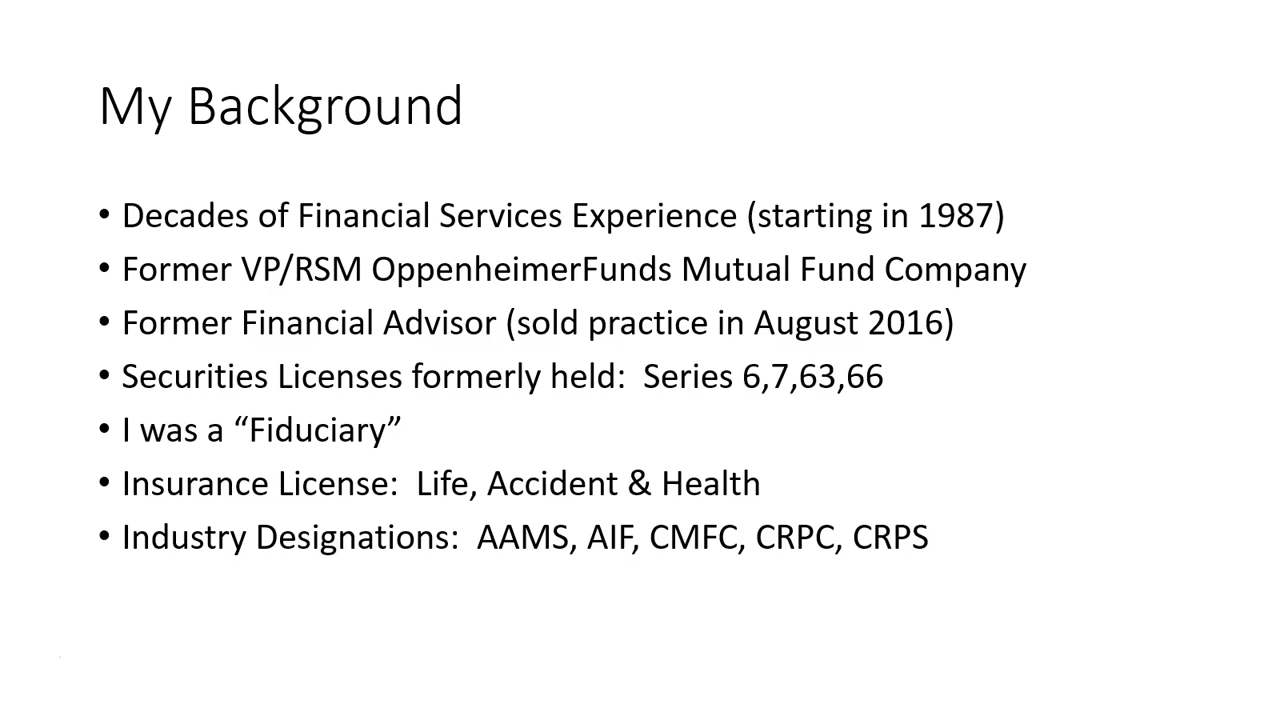 My Background
• Decades of Financial Services Experience (starting in 1987)
• Former VP/RSM OppenheimerFunds Mutual Fund Company
• Former Financial Advisor (sold practice in August 2016)
• Securities Licenses formerly held:  Series 6,7,63,66
• I was a “Fiduciary”
• Insurance License:  Life, Accident & Health
• Industry Designations:  AAMS, AIF, CMFC, CRPC, CRPS